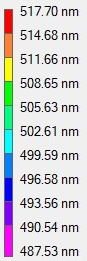 517.70 nm
514.68 nm
511.66 nm
508.65 nm
505.63 nm
502.61 nm
499.59 nm
496.58 nm
493.56 nm
490.54 nm
487.53 nm